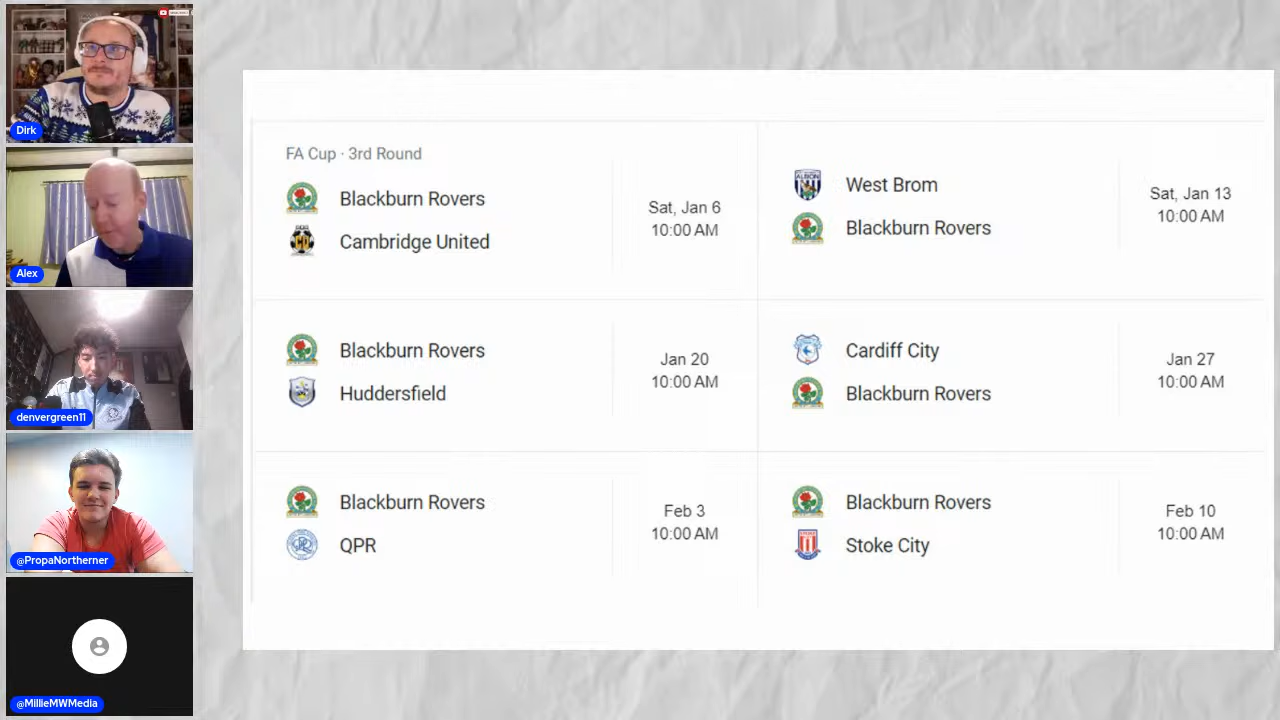 Dirk
Alex
denvergreen11
@PropaNortherner
@MillieMWMedia
FA Cup · 3rd Round
Blackburn Rovers
Cambridge United
Sat, Jan 6
10:00 AM
West Brom
Blackburn Rovers
Sat, Jan 13
10:00 AM
Blackburn Rovers
Huddersfield
Jan 20
10:00 AM
Cardiff City
Blackburn Rovers
Jan 27
10:00 AM
Blackburn Rovers
QPR
Feb 3
10:00 AM
Blackburn Rovers
Stoke City
Feb 10
10:00 AM